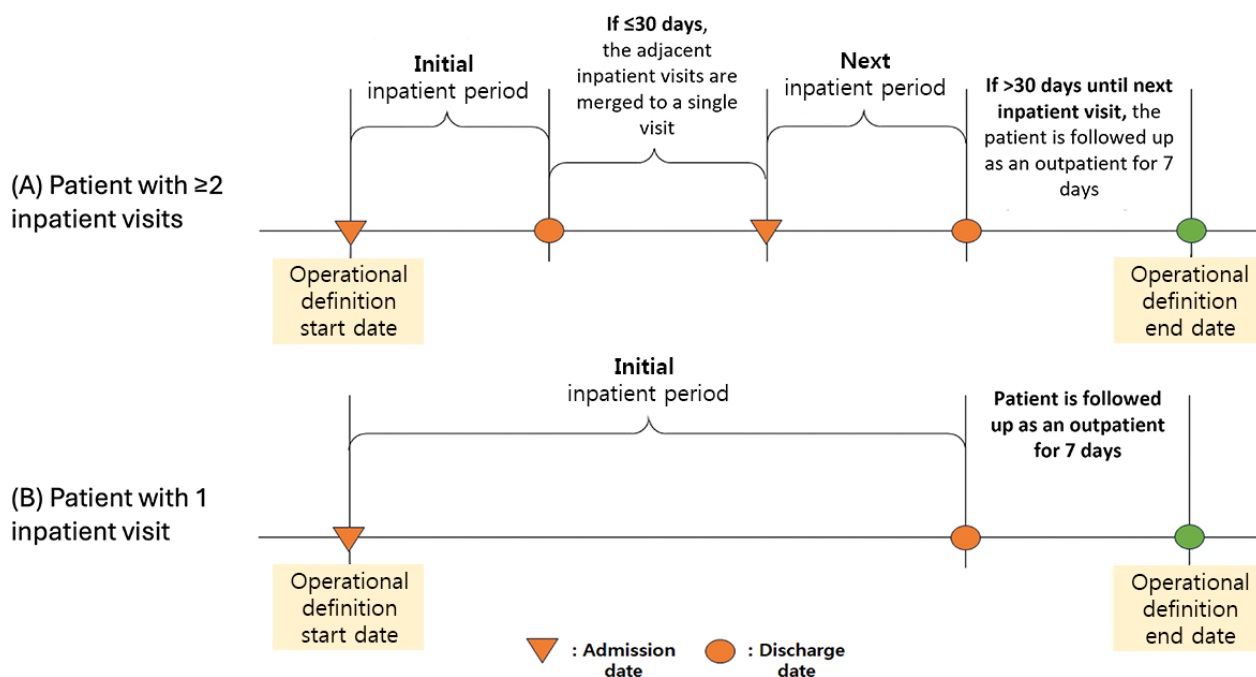 If ≤30 days,
the adjacent
inpatient visits are
merged to a single
visit
Initial
inpatient period
Next
inpatient period
If >30 days until next
inpatient visit, the
patient is followed up
as an outpatient for 7
days
(A) Patient with ≥2
inpatient visits
Operational
definition
start date
Operational
definition
end date
Initial
inpatient period
Patient is followed
up as an outpatient
for 7 days
(B) Patient with 1
inpatient visit
Operational
definition
start date
Operational
definition
end date
: Admission
date
: Discharge
date